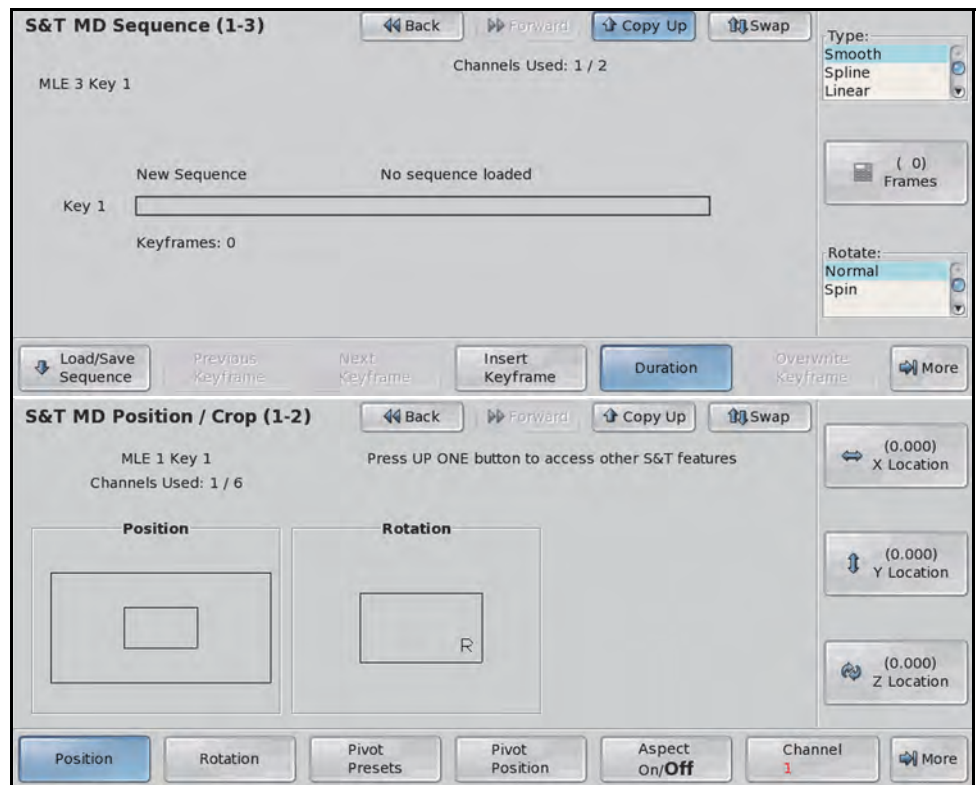 S&T MD Sequence (1-3)
Back
Forward
Copy Up
Swap
Channels Used: 1 / 2
MLE 3 Key 1
New Sequence
No sequence loaded
Key 1
Keyframes: 0
Type:
Smooth
Spline
Linear
( 0)
Frames
Rotate:
Normal
Spin
Load/Save
Sequence
Previous
Keyframe
Next
Keyframe
Insert
Keyframe
Duration
Overwrite
Keyframe
More
S&T MD Position / Crop (1-2)
Back
Forward
Copy Up
Swap
MLE 1 Key 1
Channels Used: 1 / 6
Press UP ONE button to access other S&T features
Position
Rotation
R
(0.000)
X Location
(0.000)
Y Location
(0.000)
Z Location
Position
Rotation
Pivot
Presets
Pivot
Position
Aspect
On/Off
Channel
1
More